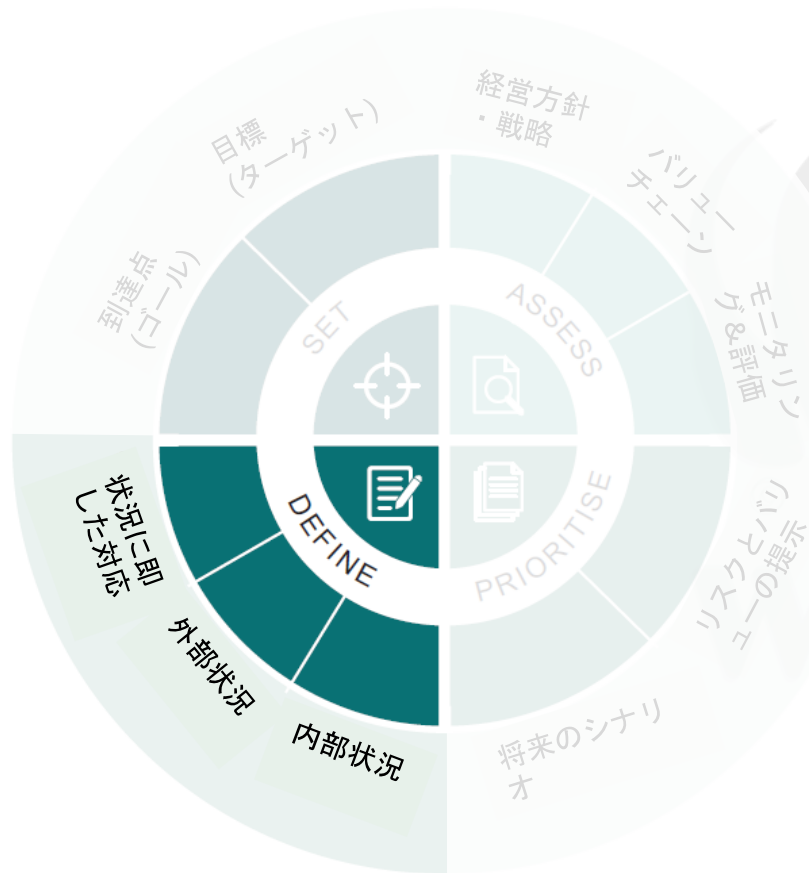 経営方針
・戦略
バリュー
チェーン
モニタリン
グ&評価
リスクとバリ
ューの提示
将来のシナリ
オ
内部状況
外部状況
状況に即
した対応
到達点
(ゴール)
目標
(ターゲット)
SET
ASSESS
PRIORITISE
DEFINE